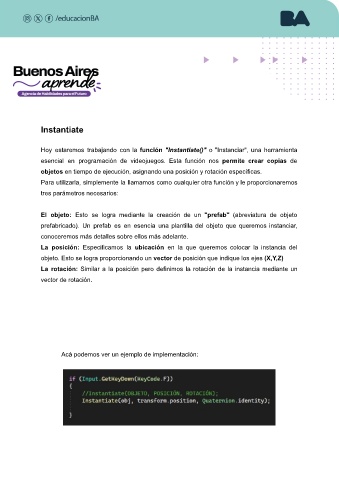 /educacionBA
BA
Buenos Aires
aprende
Agencia de Habilidades para el Futuro
Instantiate
Hoy estaremos trabajando con la función "Instantiate()" o "Instanciar", una herramienta
esencial en programación de videojuegos. Esta función nos permite crear copias de
objetos en tiempo de ejecución, asignando una posición y rotación específicas.
Para utilizarla, simplemente la llamamos como cualquier otra función y le proporcionaremos
tres parámetros necesarios:
El objeto: Esto se logra mediante la creación de un "prefab" (abreviatura de objeto
prefabricado). Un prefab es en esencia una plantilla del objeto que queremos instanciar,
conoceremos más detalles sobre ellos más adelante.
La posición: Especificamos la ubicación en la que queremos colocar la instancia del
objeto. Esto se logra proporcionando un vector de posición que indique los ejes (X,Y,Z)
La rotación: Similar a la posición pero definimos la rotación de la instancia mediante un
vector de rotación.
Acá podemos ver un ejemplo de implementación:
if (Input.GetKeyDown(KeyCode.F))
{
//Instantiate(OBJETO, POSICIÓN, ROTACIÓN);
Instantiate(obj, transform.position, Quaternion.identity);
}